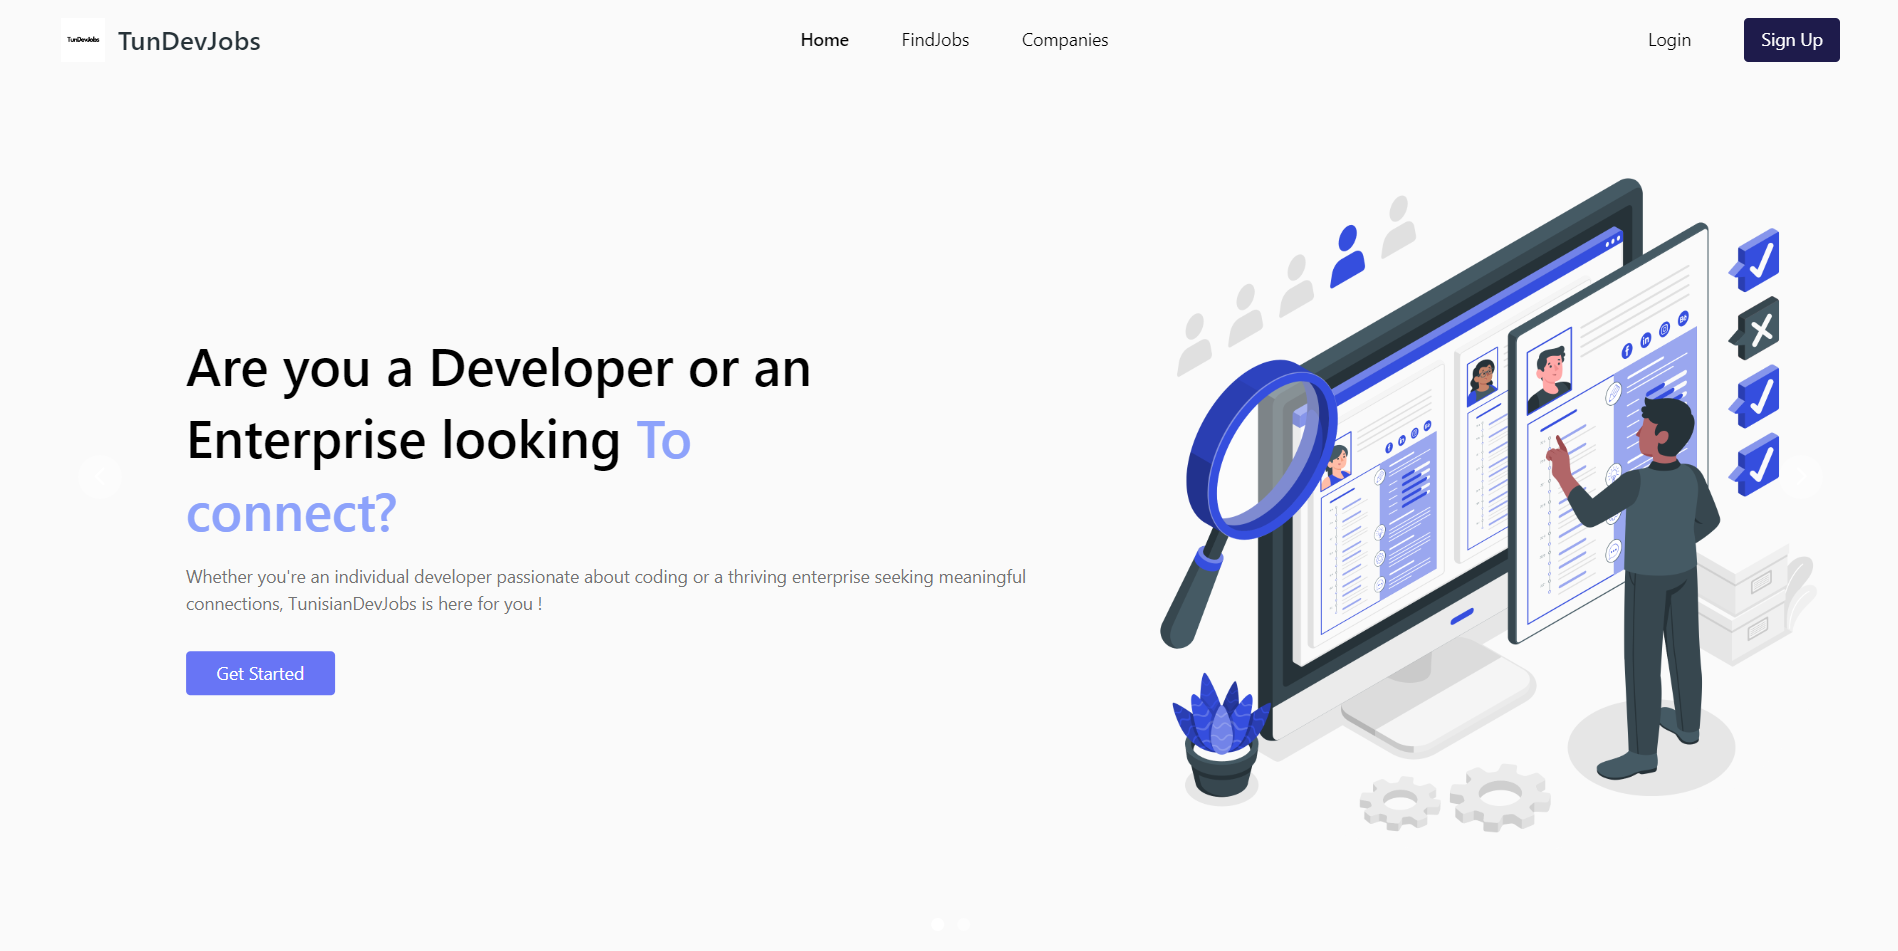 TunDevJobs
TunDevJobs
Home
FindJobs
Companies
Login
Sign Up
Are you a Developer or an
Enterprise looking To
connect?
Whether you're an individual developer passionate about coding or a thriving enterprise seeking meaningful
connections, TunisianDevJobs is here for you !
Get Started